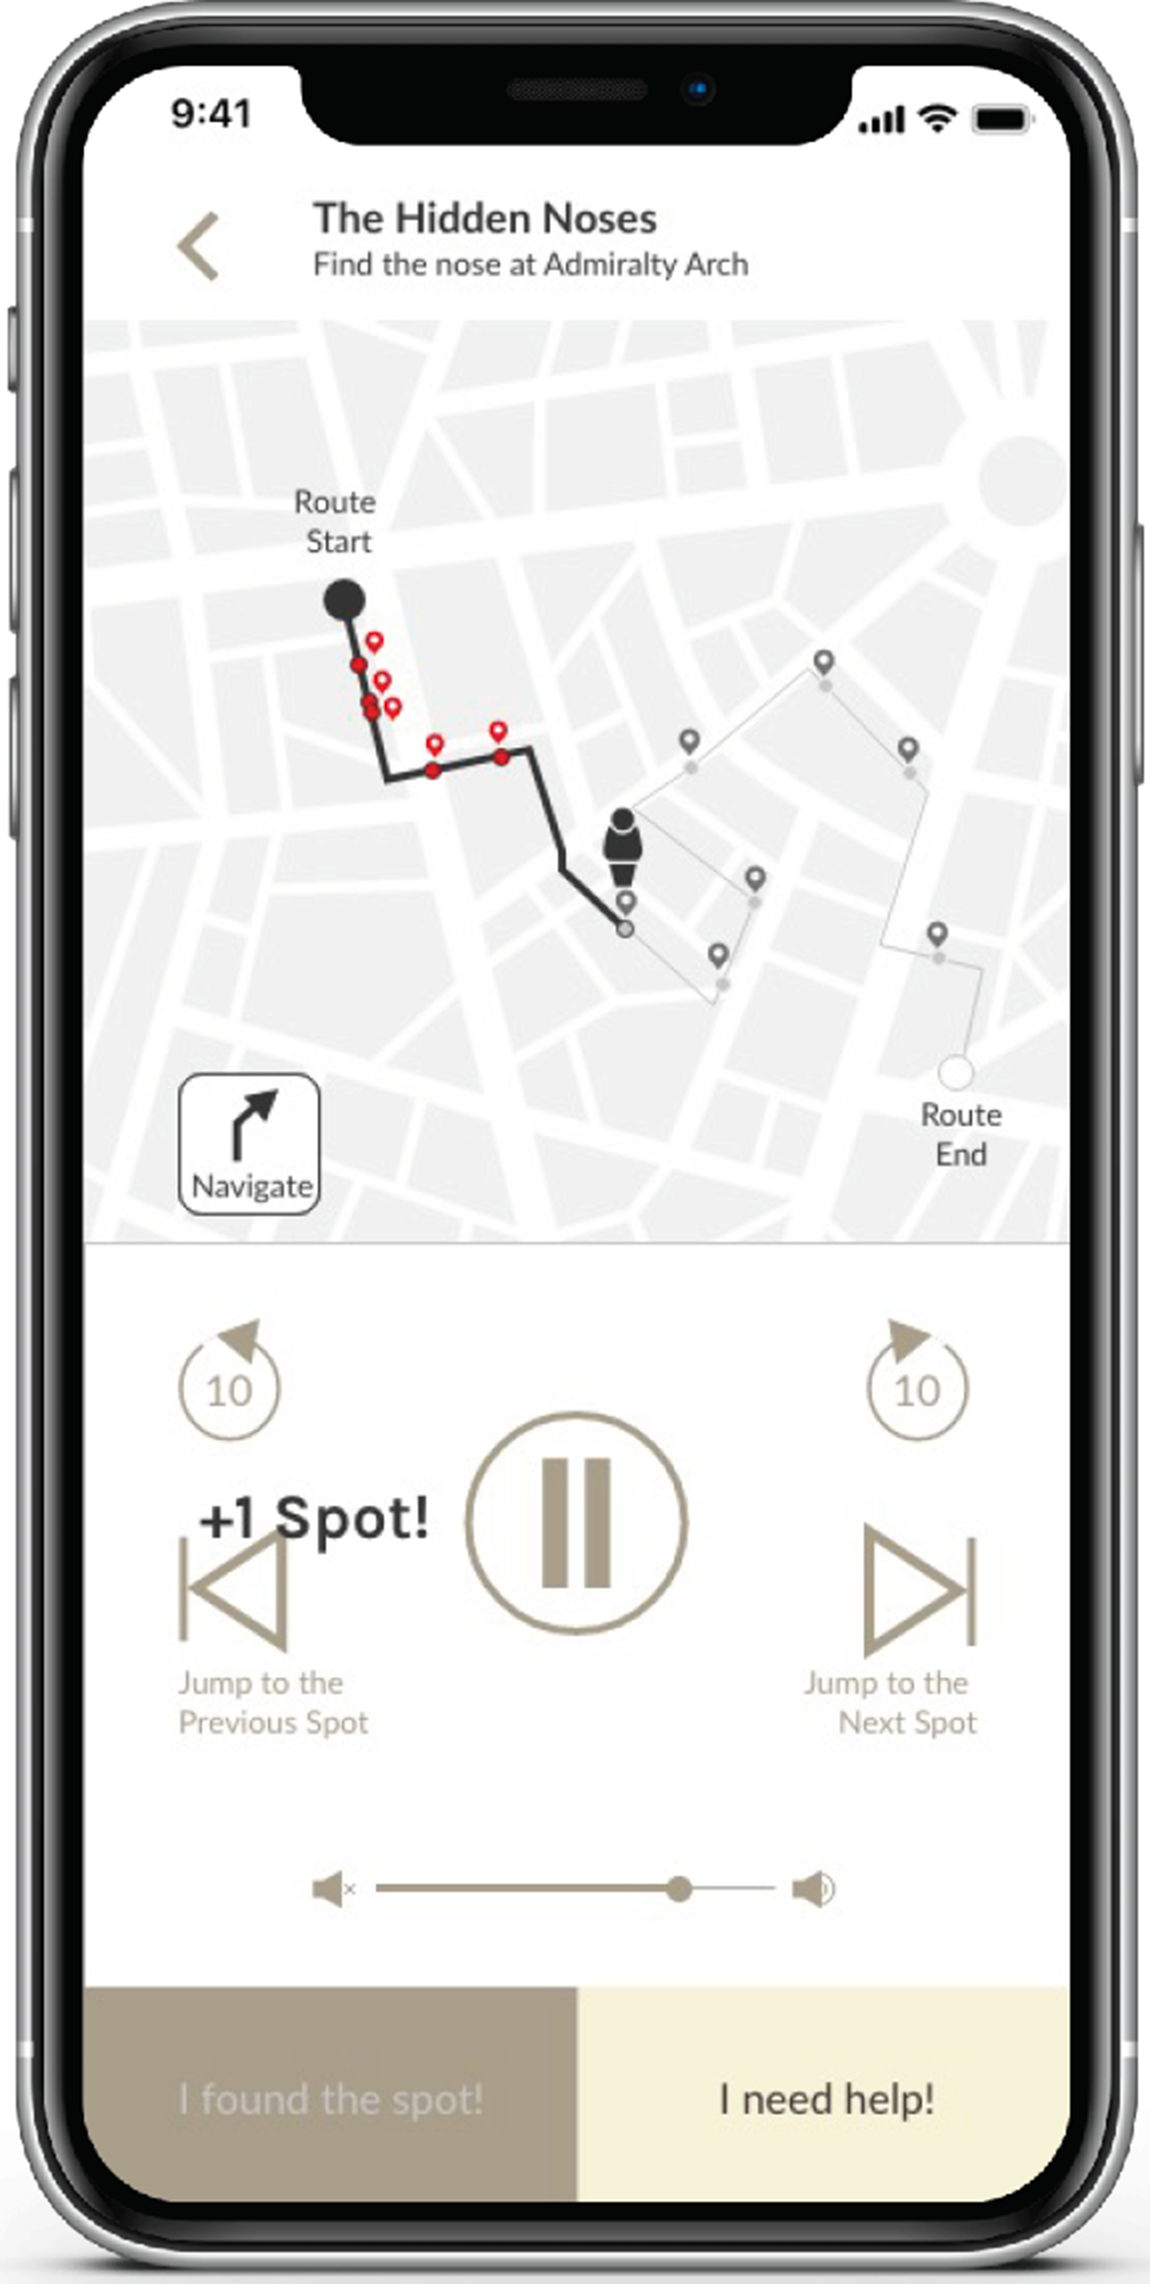 9:41
The Hidden Noses
Find the nose at Admiralty Arch
Route
Start
Route
End
Navigate
10
10
+1 Spot!
Jump to the
Previous Spot
Jump to the
Next Spot
I found the spot!
I need help!